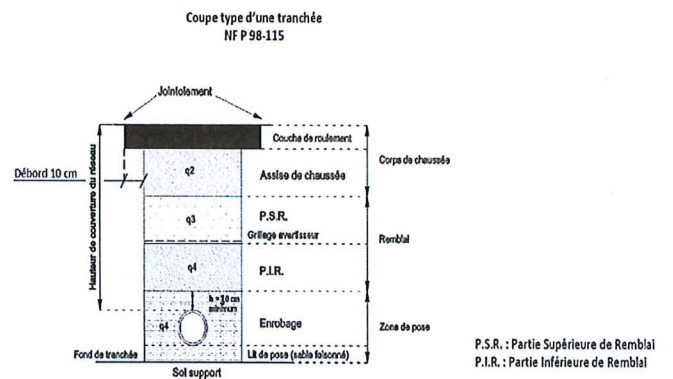 Coupe type d'une tranchée
NF P 98-115
Jointoiement
Couche de roulement
Corps de chaussée
Débord 10 cm
Hauteur de couverture du réseau
q2
Assise de chaussée
q3
P.S.R.
Grillage avertisseur
Remblai
q4
P.I.R.
h = 10 cm
minimum
q4
Enrobage
Zone de pose
Fond de tranchée
Lit de pose (sable foisonné)
Sol support
P.S.R. : Partie Supérieure de Remblai
P.I.R. : Partie Inférieure de Remblai